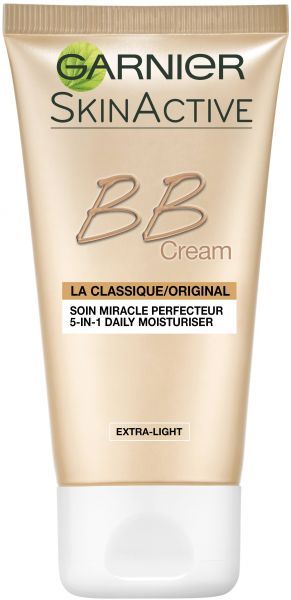 GARNIER
SKINACTIVE
BB
Cream
LA CLASSIQUE/ORIGINAL
SOIN MIRACLE PERFECTEUR
5-IN-1 DAILY MOISTURISER
EXTRA-LIGHT